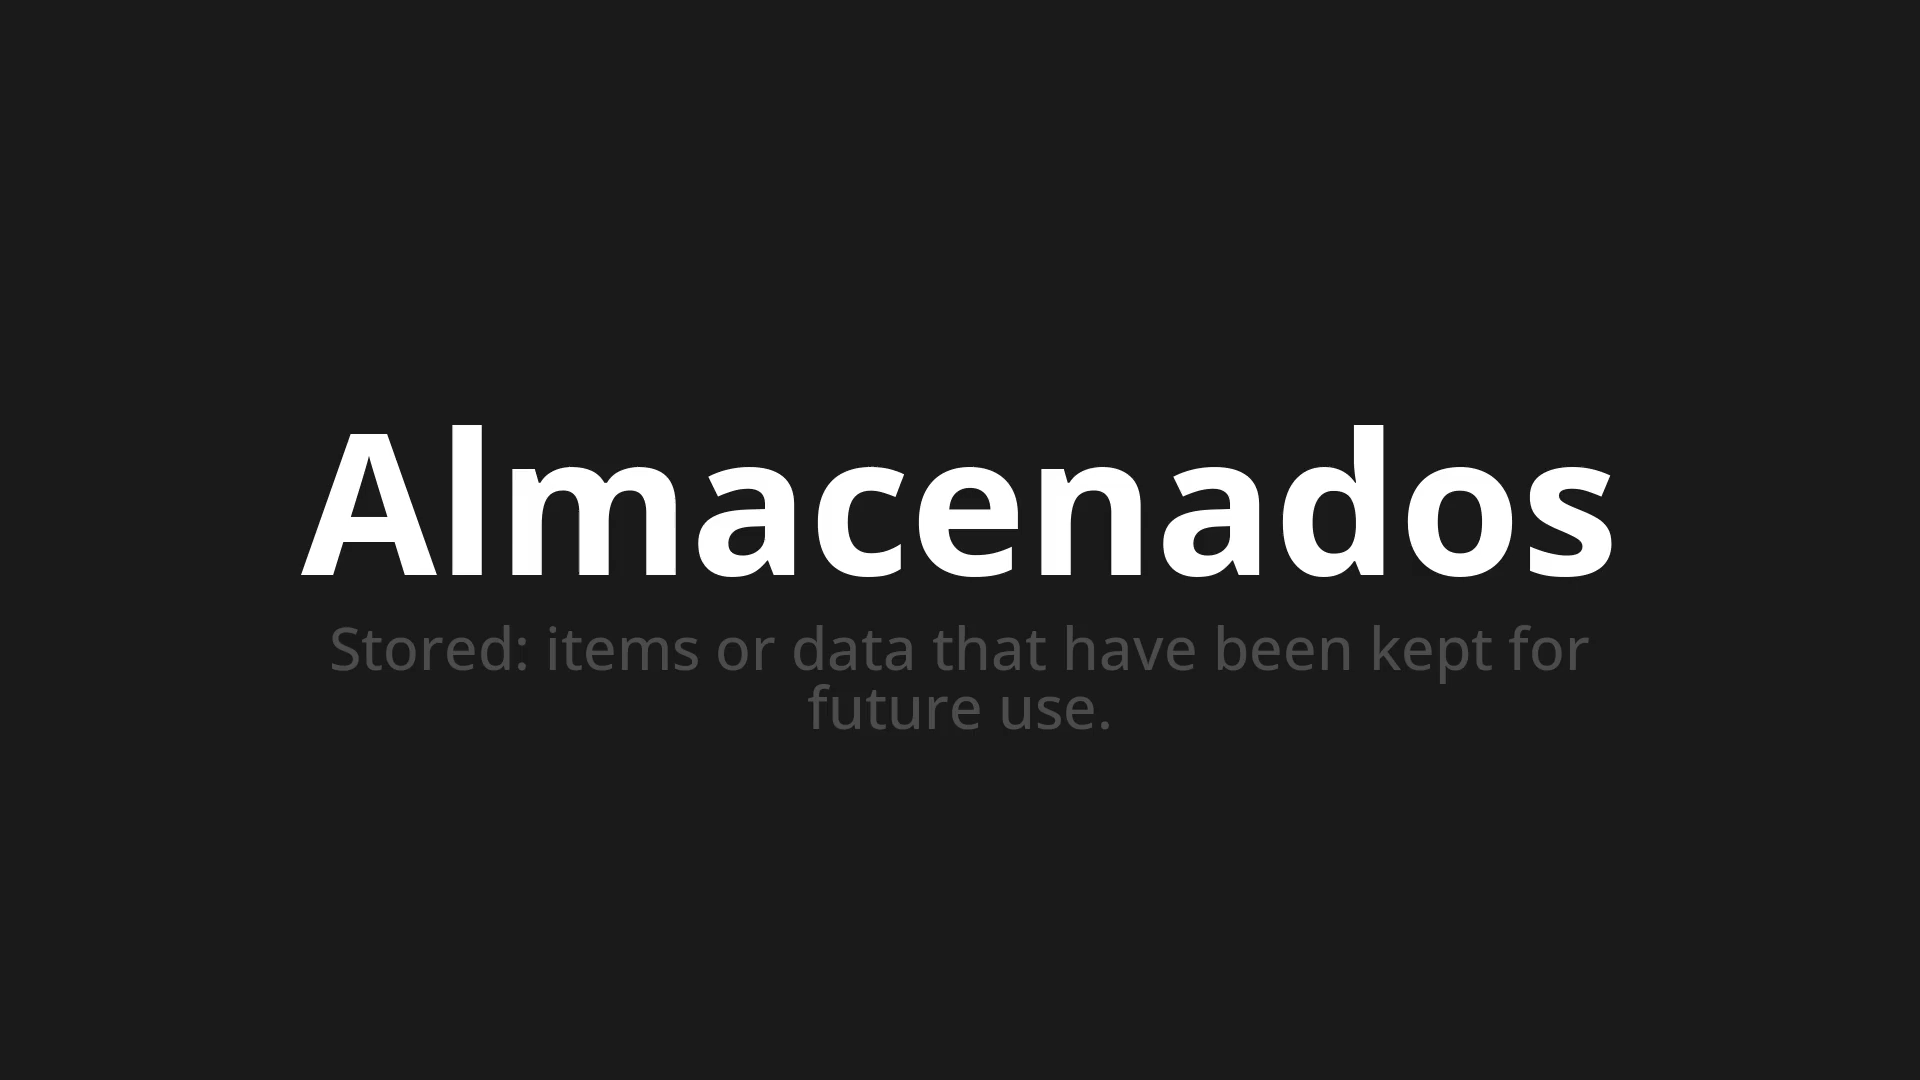 Almacenados
Stored: items or data that have been kept for
future use.